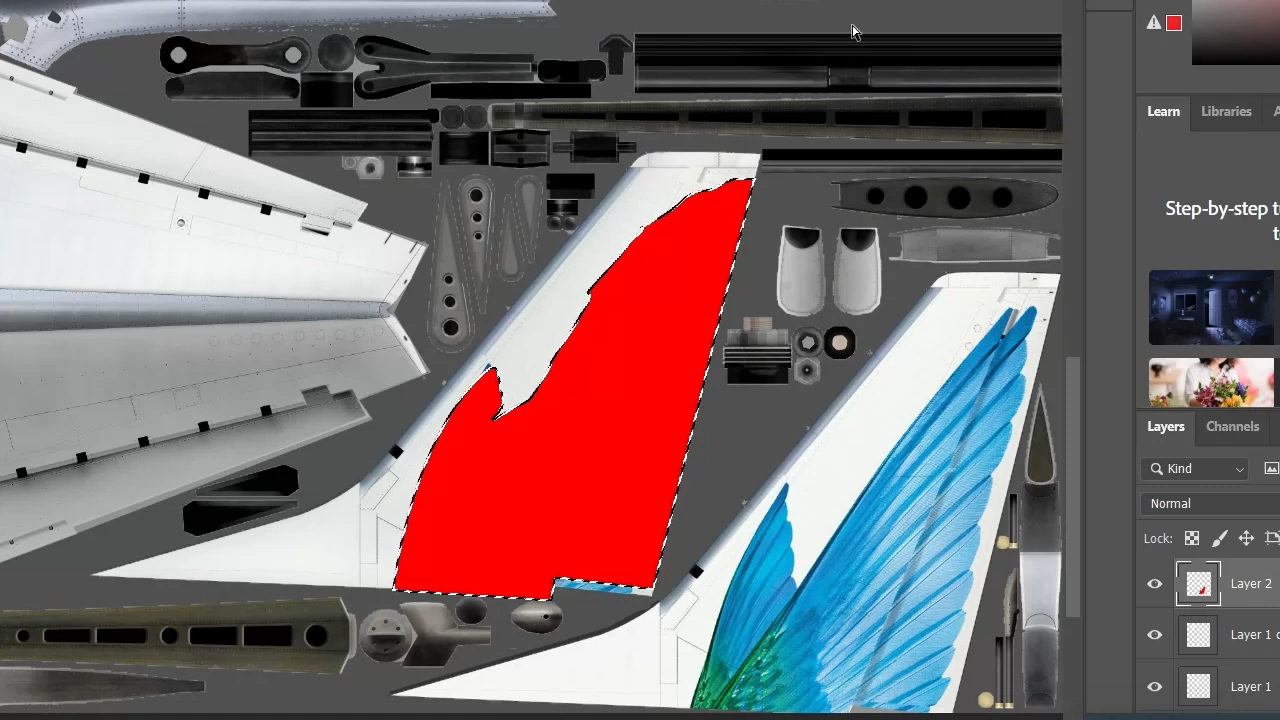 Learn Libraries A
Step-by-step t
t
Layers Channels
Kind
Normal
Lock:
Layer 2
Layer 1 c
Layer 1